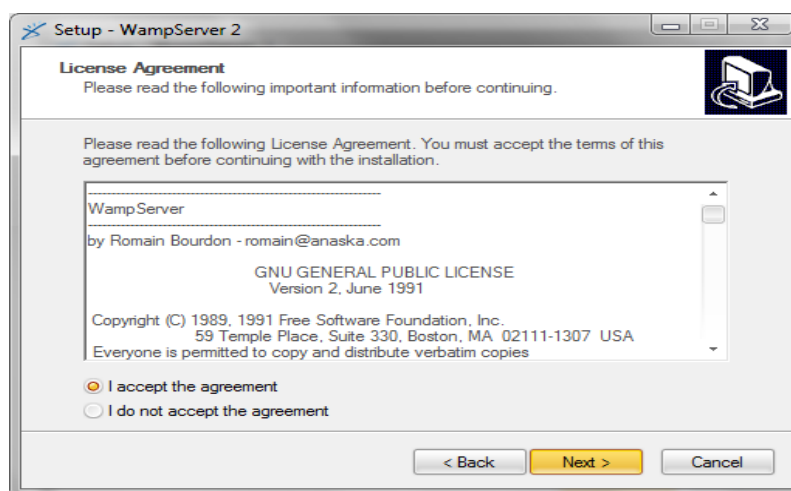 Setup - WampServer 2
License Agreement
Please read the following important information before continuing.
Please read the following License Agreement. You must accept the terms of this
agreement before continuing with the installation.
------------------------------------------------------------
WampServer
------------------------------------------------------------
by Romain Bourdon - romain@anaska.com
GNU GENERAL PUBLIC LICENSE
Version 2, June 1991
Copyright (C) 1989, 1991 Free Software Foundation, Inc.
59 Temple Place, Suite 330, Boston, MA  02111-1307  USA
Everyone is permitted to copy and distribute verbatim copies
I accept the agreement
I do not accept the agreement
< Back
Next >
Cancel